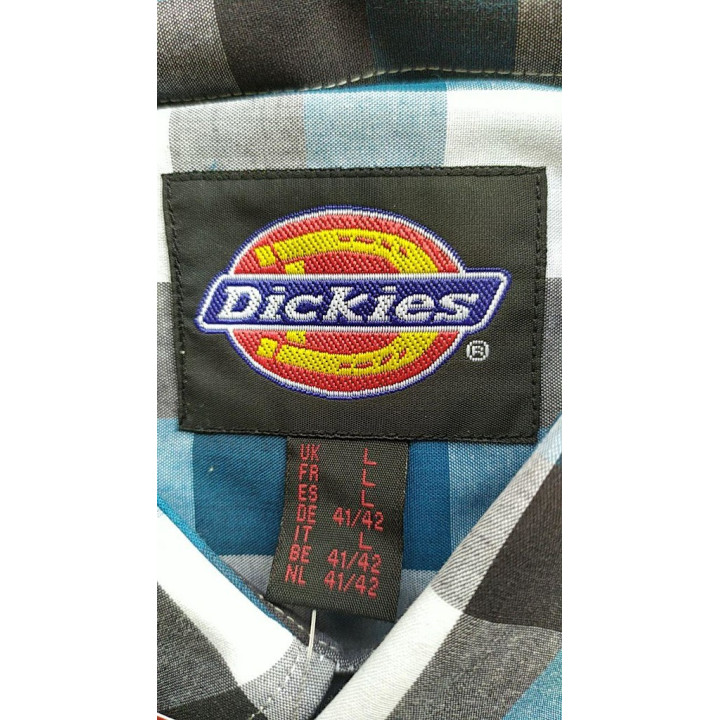 Dickies
®
UK L
FR L
ES L
DE 41/42
IT L
BE 41/42
NL 41/42